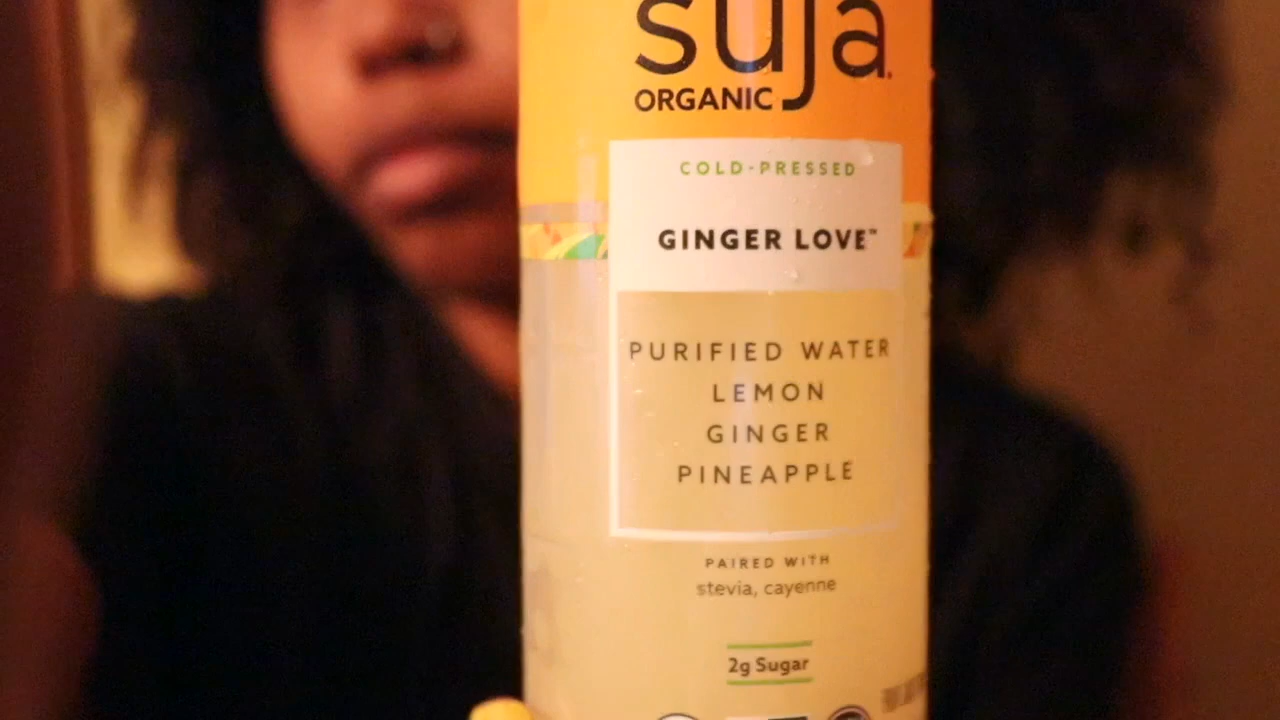 suja
ORGANIC
COLD-PRESSED
GINGER LOVE™
PURIFIED WATER
LEMON
GINGER
PINEAPPLE
PAIRED WITH
stevia, cayenne
2g Sugar